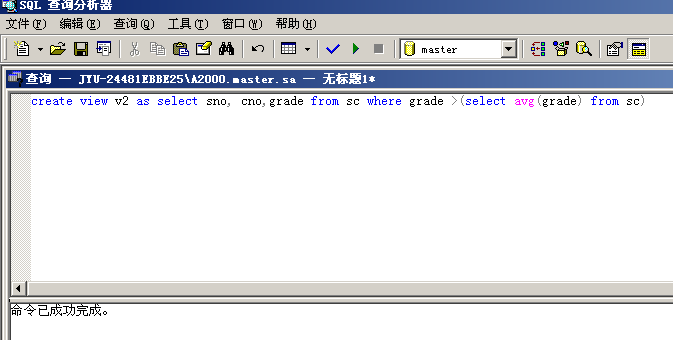 SQL 查询分析器
文件(F) 编辑(E) 查询(Q) 工具(T) 窗口(W) 帮助(H)
master
查询 — JYU-24481EBBE25\A2000.master.sa — 无标题1*
create view v2 as select sno, cno,grade from sc where grade >(select avg(grade) from sc)
命令已成功完成。